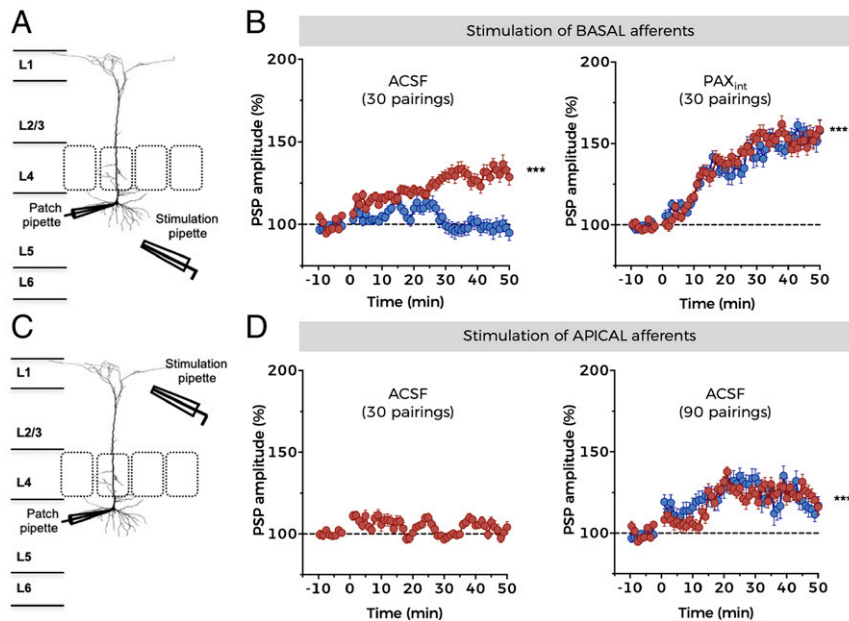 A
L1
L2/3
L4
Patch
pipette
Stimulation
pipette
L5
L6
B
Stimulation of BASAL afferents
ACSF
(30 pairings)
PSP amplitude (%)
200
150
100
***
-10 0 10 20 30 40 50
Time (min)
PAXint
(30 pairings)
PSP amplitude (%)
200
150
100
***
-10 0 10 20 30 40 50
Time (min)
C
L1
Stimulation
pipette
L2/3
L4
Patch
pipette
L5
L6
D
Stimulation of APICAL afferents
ACSF
(30 pairings)
PSP amplitude (%)
200
150
100
-10 0 10 20 30 40 50
Time (min)
ACSF
(90 pairings)
PSP amplitude (%)
200
150
100
***
-10 0 10 20 30 40 50
Time (min)